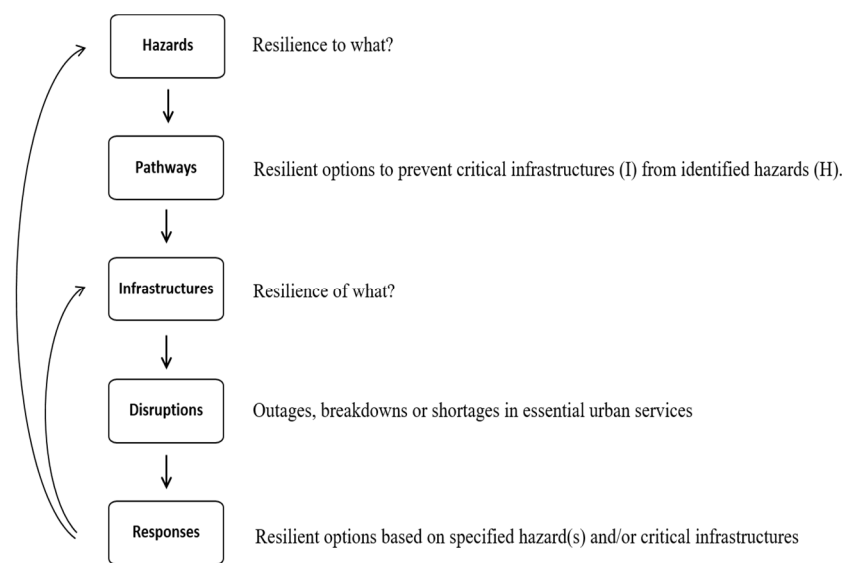 Hazards Resilience to what?
Pathways Resilient options to prevent critical infrastructures (I) from identified hazards (H).
Infrastructures Resilience of what?
Disruptions Outages, breakdowns or shortages in essential urban services
Responses Resilient options based on specified hazard(s) and/or critical infrastructures